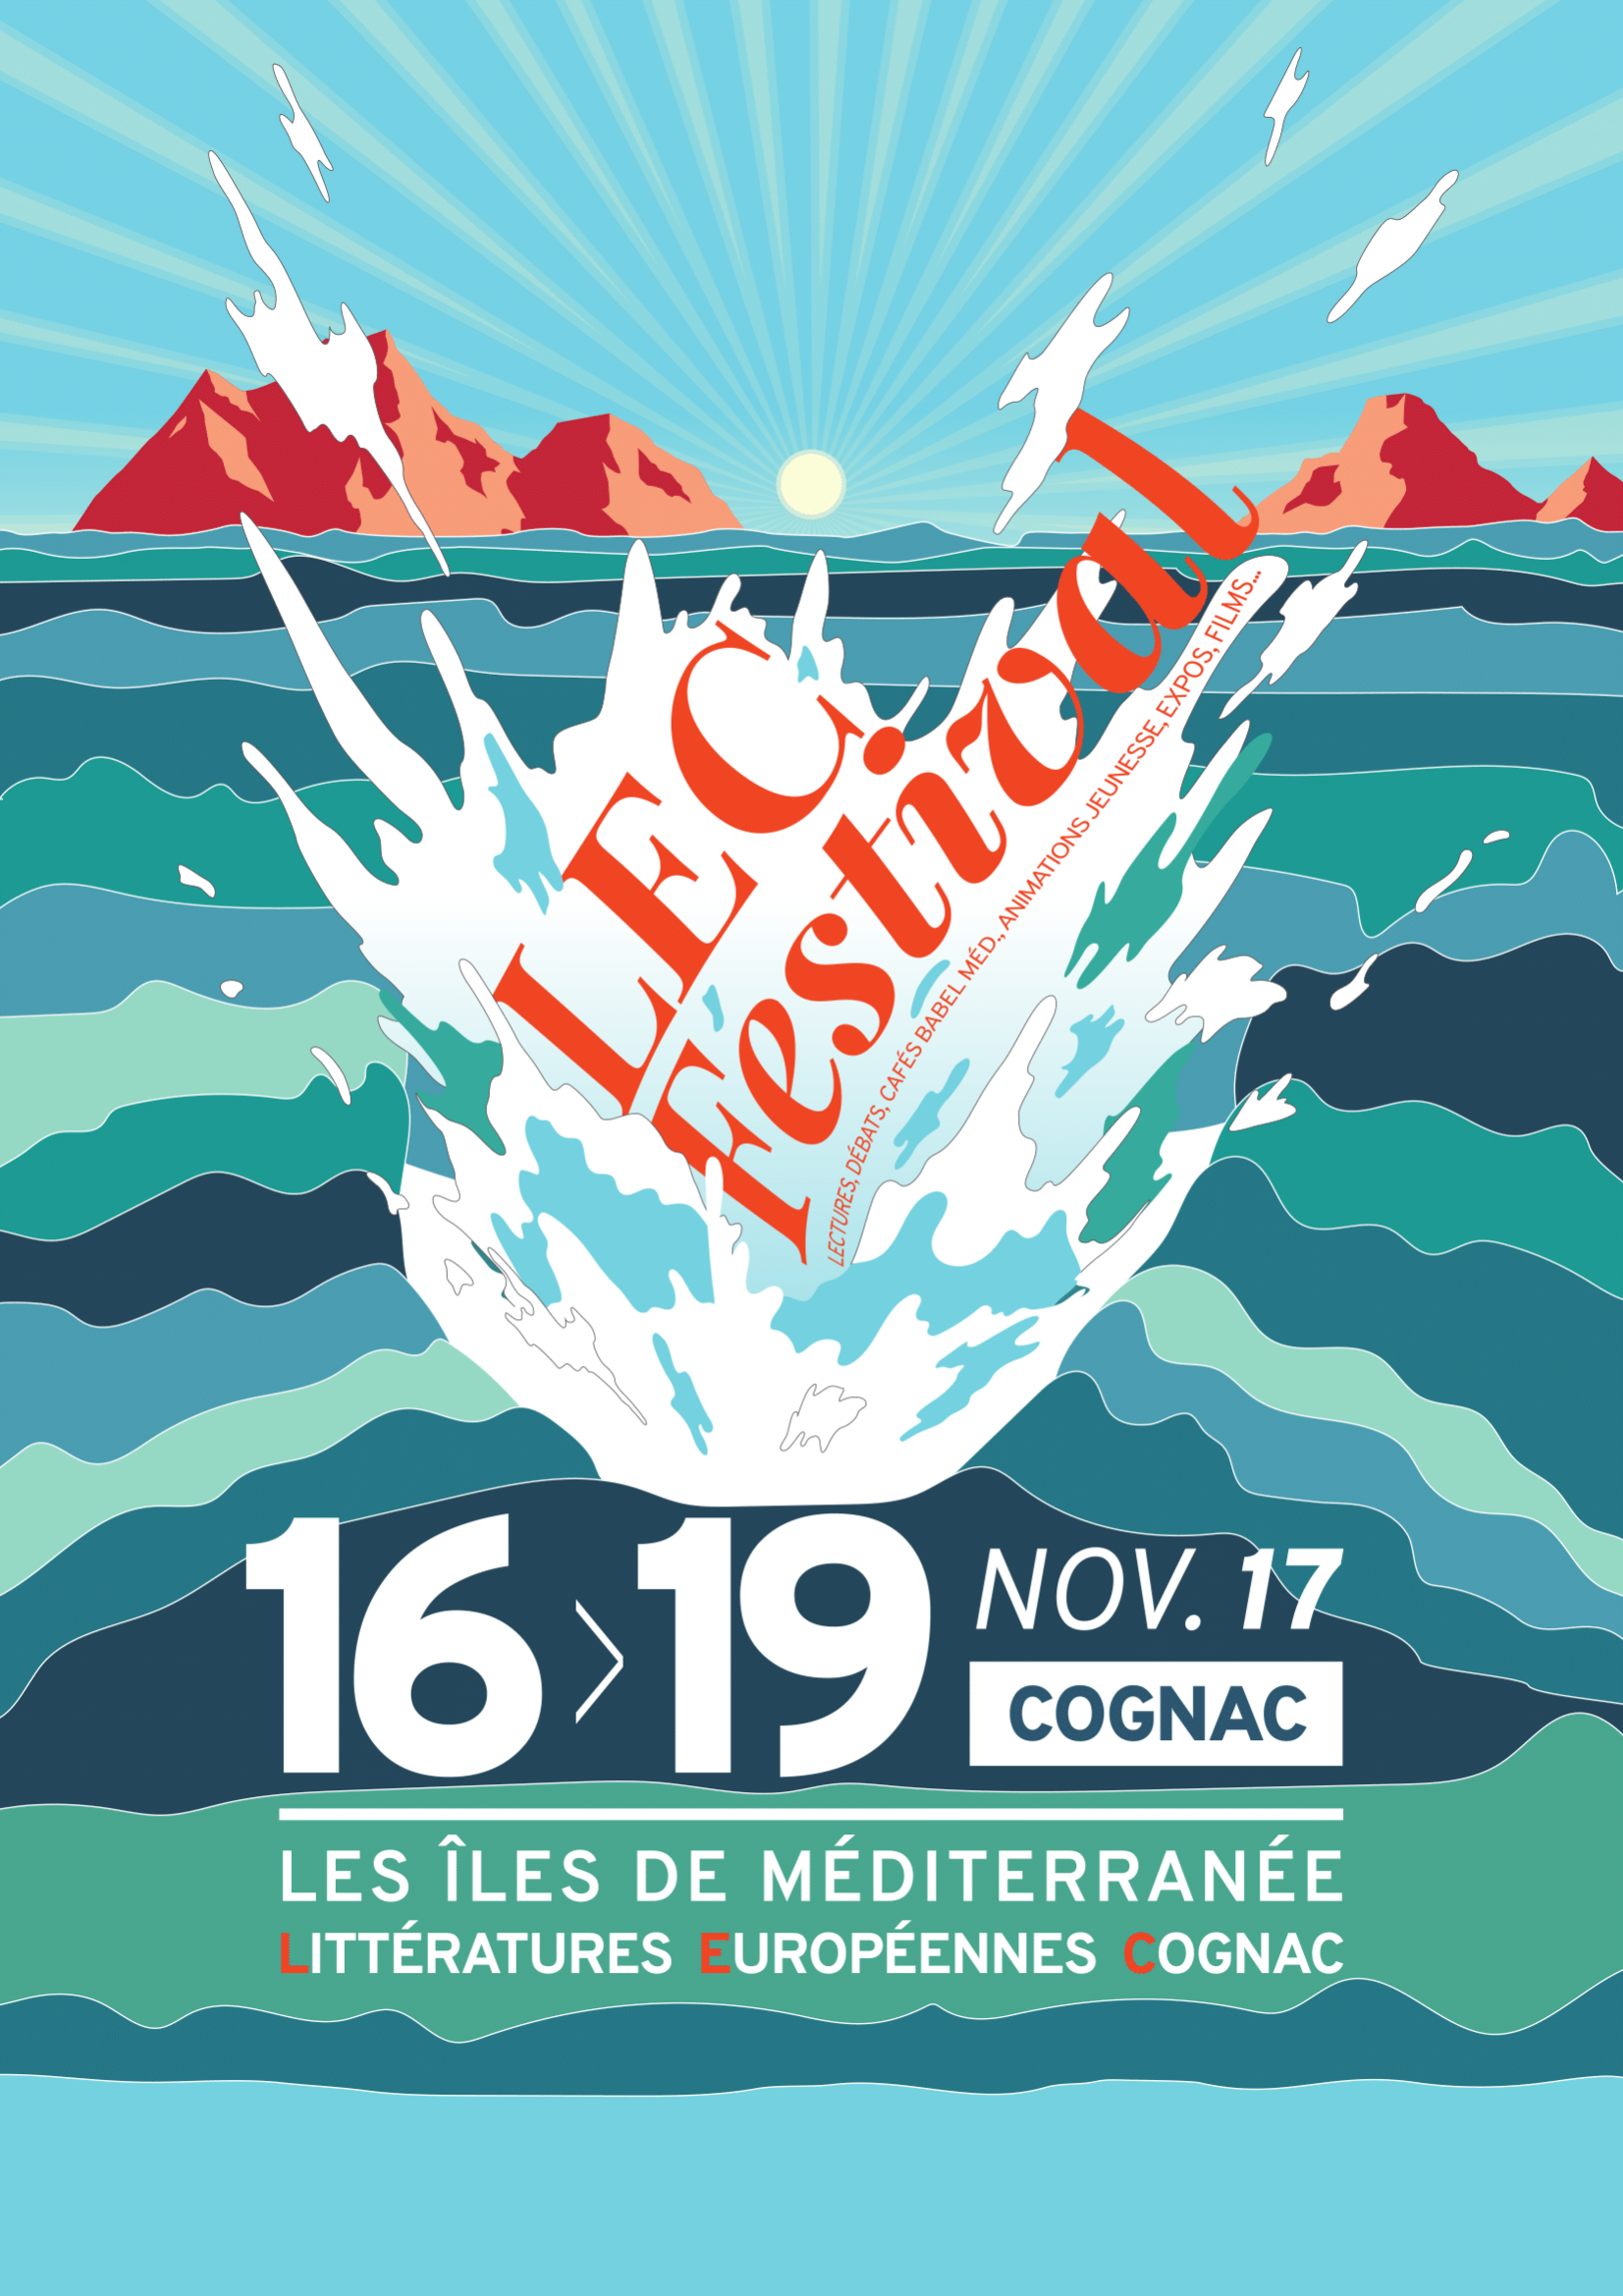 LEC
Festival
LECTURES, DÉBATS, CAFÉS BABEL MÉD., ANIMATIONS JEUNESSE, EXPOS, FILMS...
16>19
NOV. 17
COGNAC
LES ÎLES DE MÉDITERRANÉE
LITTÉRATURES EUROPÉENNES COGNAC